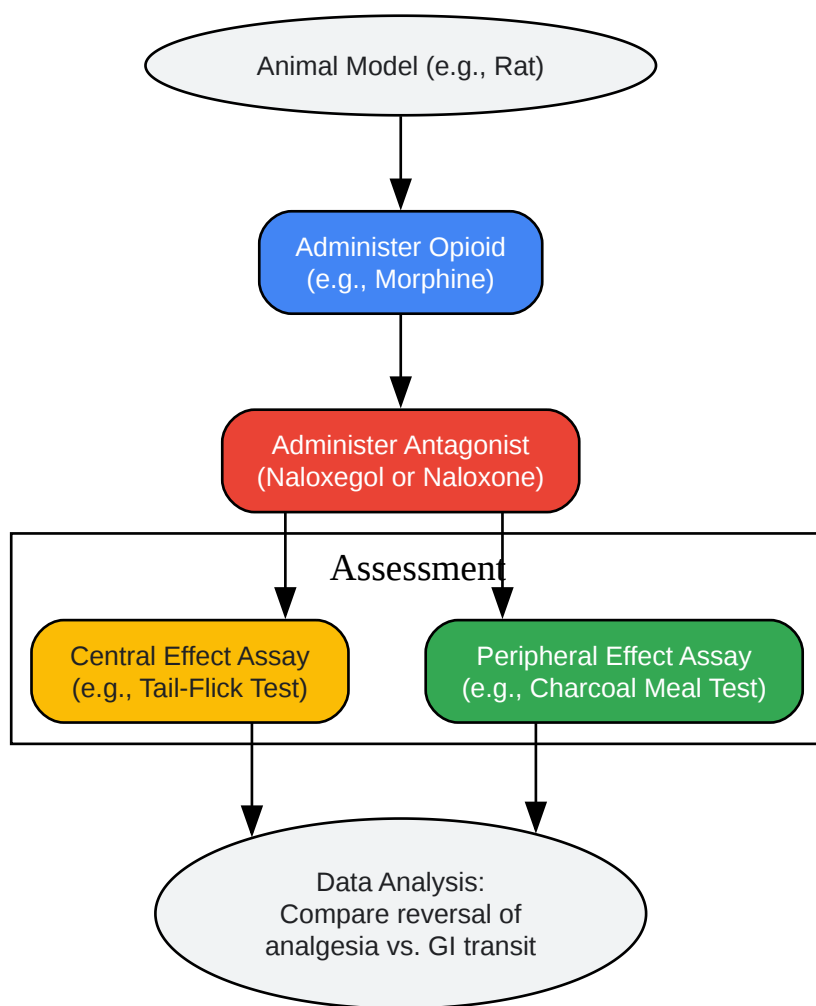 Animal Model (e.g., Rat)
Administer Opioid
(e.g., Morphine)
Administer Antagonist
(Naloxegol or Naloxone)
Assessment
Central Effect Assay
(e.g., Tail-Flick Test)
Peripheral Effect Assay
(e.g., Charcoal Meal Test)
Data Analysis:
Compare reversal of
analgesia vs. GI transit